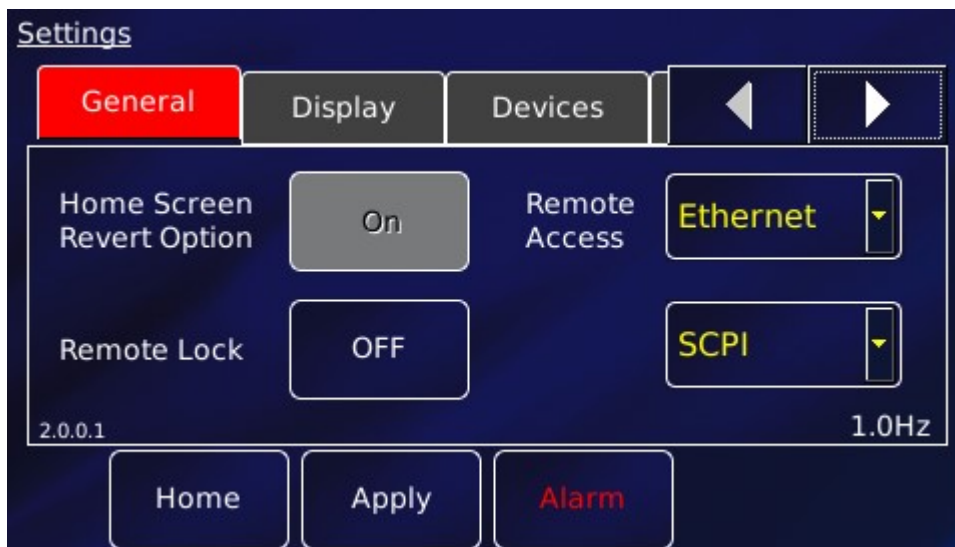 Settings
General
Display
Devices
Home Screen
Revert Option
On
Remote
Access
Ethernet
Remote Lock
OFF
SCPI
2.0.0.1
1.0Hz
Home
Apply
Alarm